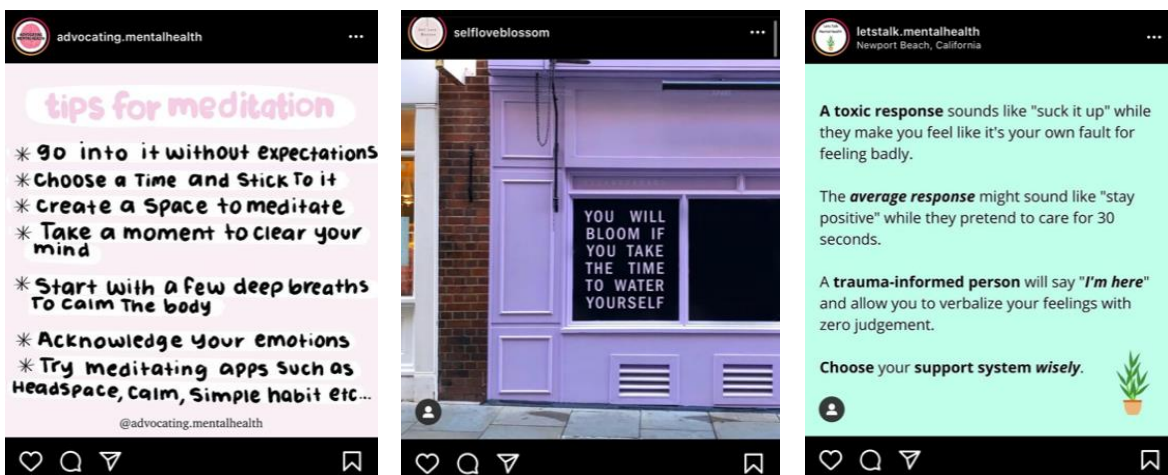 advocating.mentalhealth
tips for meditation
* go into it without expectations
* Choose a Time and Stick To it
* Create a Space to meditate
* Take a moment to clear your
mind
* Start with a few deep breaths
To calm The body
* Acknowledge your emotions
* Try meditating apps such as
Headspace, Calm, Simple habit etc...
@advocating.mentalhealth
selfloveblossom
YOU WILL
BLOOM IF
YOU TAKE
THE TIME
TO WATER
YOURSELF
letstalk.mentalhealth
Newport Beach, California
A toxic response sounds like "suck it up" while
they make you feel like it's your own fault for
feeling badly.
The average response might sound like "stay
positive" while they pretend to care for 30
seconds.
A trauma-informed person will say "I'm here"
and allow you to verbalize your feelings with
zero judgement.
Choose your support system wisely.